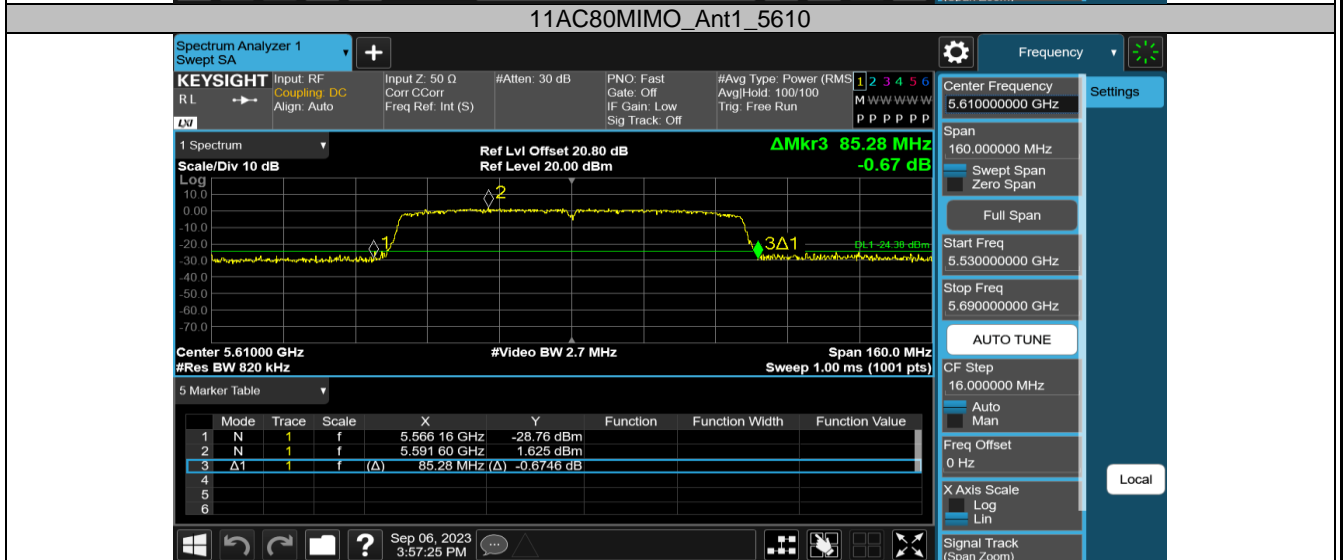 11AC80MIMO_Ant1_5610
Spectrum Analyzer 1
Swept SA
Frequency
KEYSIGHT
RL
LXI
Input: RF
Coupling: DC
Align: Auto
Input Z: 50 Ω
Corr CCorr
Freq Ref: Int (S)
#Atten: 30 dB
PNO: Fast
Gate: Off
IF Gain: Low
Sig Track: Off
#Avg Type: Power (RMS
Avg|Hold: 100/100
Trig: Free Run
1 2 3 4 5 6
M W W W W W
P P P P P P
1 Spectrum
Scale/Div 10 dB
Ref Lvl Offset 20.80 dB
Ref Level 20.00 dBm
ΔMkr3 85.28 MHz
-0.67 dB
Log
10.0
0.00
-10.0
-20.0
-30.0
-40.0
-50.0
-60.0
-70.0
1
2
3Δ1
DL1 -24.38 dBm
Center 5.61000 GHz
#Video BW 2.7 MHz
Span 160.0 MHz
#Res BW 820 kHz
Sweep 1.00 ms (1001 pts)
5 Marker Table
Mode Trace Scale X Y Function Function Width Function Value
1 N 1 f 5.566 16 GHz -28.76 dBm
2 N 1 f 5.591 60 GHz 1.625 dBm
3 Δ1 1 f (Δ) 85.28 MHz (Δ) -0.6746 dB
4
5
6
Sep 06, 2023
3:57:25 PM
Center Frequency
5.610000000 GHz
Settings
Span
160.000000 MHz
Swept Span
Zero Span
Full Span
Start Freq
5.530000000 GHz
Stop Freq
5.690000000 GHz
AUTO TUNE
CF Step
16.000000 MHz
Auto
Man
Freq Offset
0 Hz
X Axis Scale
Log
Lin
Local
Signal Track
(Span Zoom)